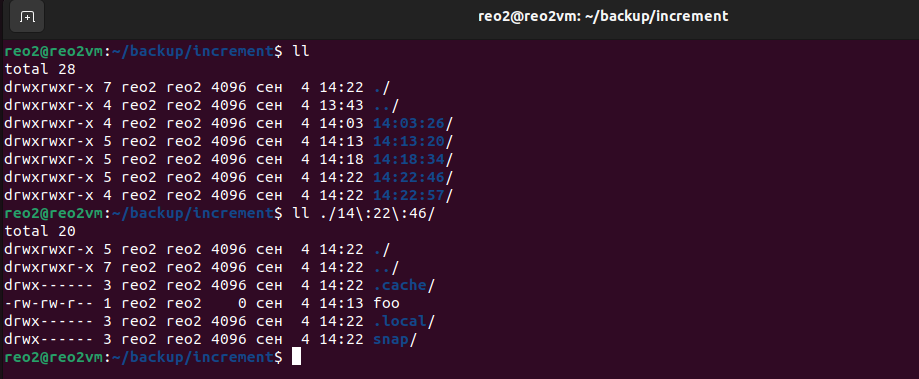 reo2@reo2vm: ~/backup/increment
reo2@reo2vm:~/backup/increment$ ll
total 28
drwxrwxr-x 7 reo2 reo2 4096 сен  4 14:22 ./
drwxrwxr-x 4 reo2 reo2 4096 сен  4 13:43 ../
drwxrwxr-x 4 reo2 reo2 4096 сен  4 14:03 14:03:26/
drwxrwxr-x 5 reo2 reo2 4096 сен  4 14:13 14:13:20/
drwxrwxr-x 5 reo2 reo2 4096 сен  4 14:18 14:18:34/
drwxrwxr-x 5 reo2 reo2 4096 сен  4 14:22 14:22:46/
drwxrwxr-x 4 reo2 reo2 4096 сен  4 14:22 14:22:57/
reo2@reo2vm:~/backup/increment$ ll ./14\:22\:46/
total 20
drwxrwxr-x 5 reo2 reo2 4096 сен  4 14:22 ./
drwxrwxr-x 7 reo2 reo2 4096 сен  4 14:22 ../
drwx------ 3 reo2 reo2 4096 сен  4 14:22 .cache/
-rw-rw-r-- 1 reo2 reo2    0 сен  4 14:13 foo
drwx------ 3 reo2 reo2 4096 сен  4 14:22 .local/
drwx------ 3 reo2 reo2 4096 сен  4 14:22 snap/
reo2@reo2vm:~/backup/increment$